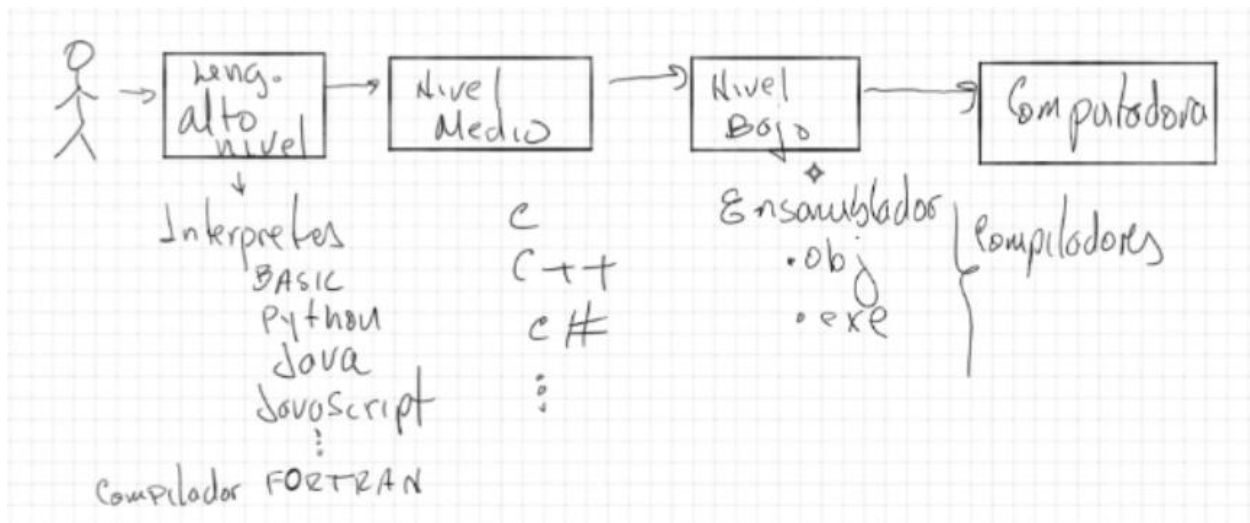 Leng.
alto
nivel
Nivel
Medio
Nivel
Bajo
Computadora
Interpretes
BASIC
Python
Java
JavaScript
Compilador FORTRAN
C
C++
C#
Ensamblador
.obj
.exe
Compiladores